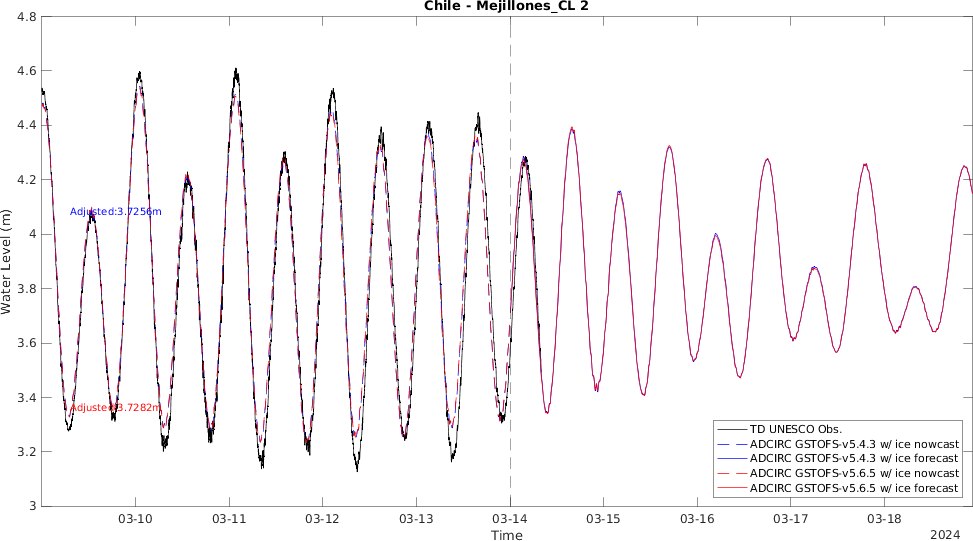 Chile - Mejillones_CL 2
4.8
4.6
4.4
4.2
4
3.8
3.6
3.4
3.2
3
Water Level (m)
Adjusted:3.7256m
Adjusted:3.7282m
TD UNESCO Obs.
ADCIRC GSTOFS-v5.4.3 w/ ice nowcast
ADCIRC GSTOFS-v5.4.3 w/ ice forecast
ADCIRC GSTOFS-v5.6.5 w/ ice nowcast
ADCIRC GSTOFS-v5.6.5 w/ ice forecast
03-10 03-11 03-12 03-13 03-14 03-15 03-16 03-17 03-18
Time
2024